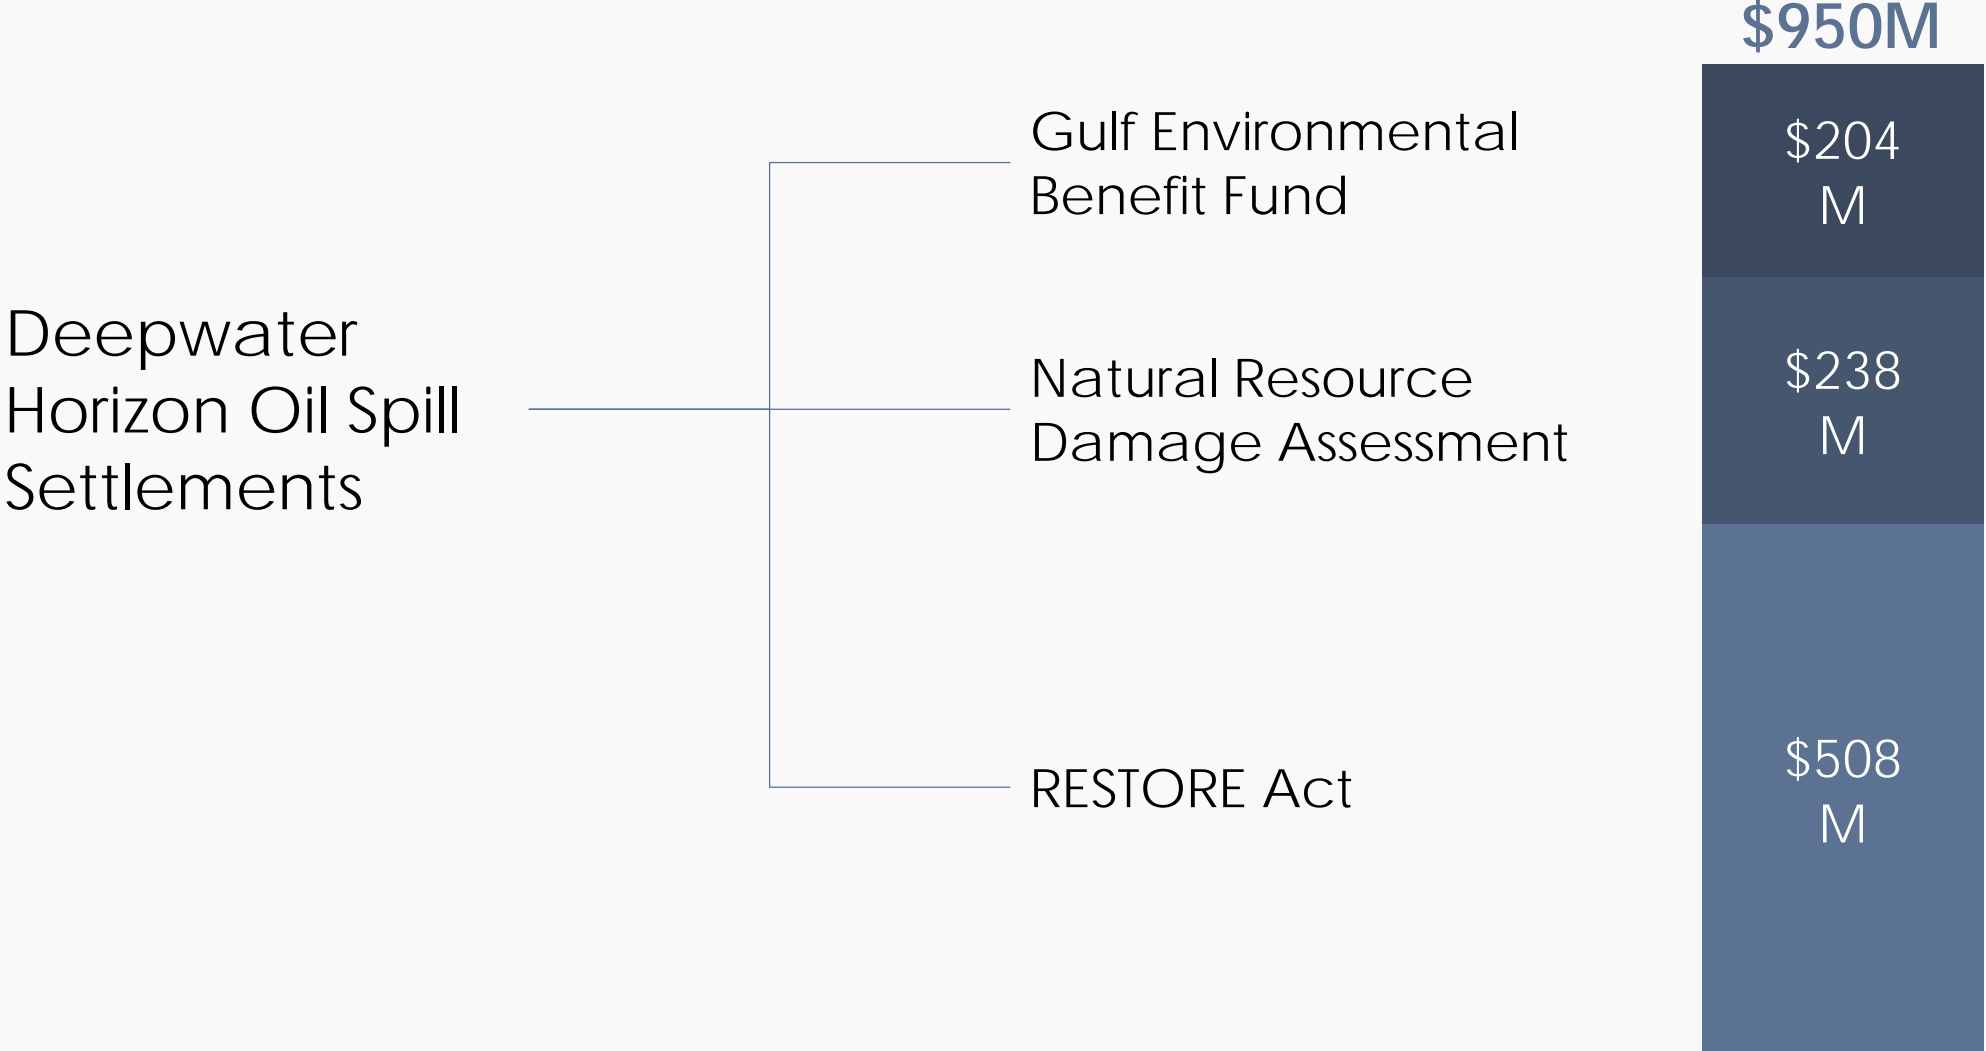 $950M
Gulf Environmental
Benefit Fund
$204
M
Deepwater
Horizon Oil Spill
Settlements
Natural Resource
Damage Assessment
$238
M
RESTORE Act
$508
M